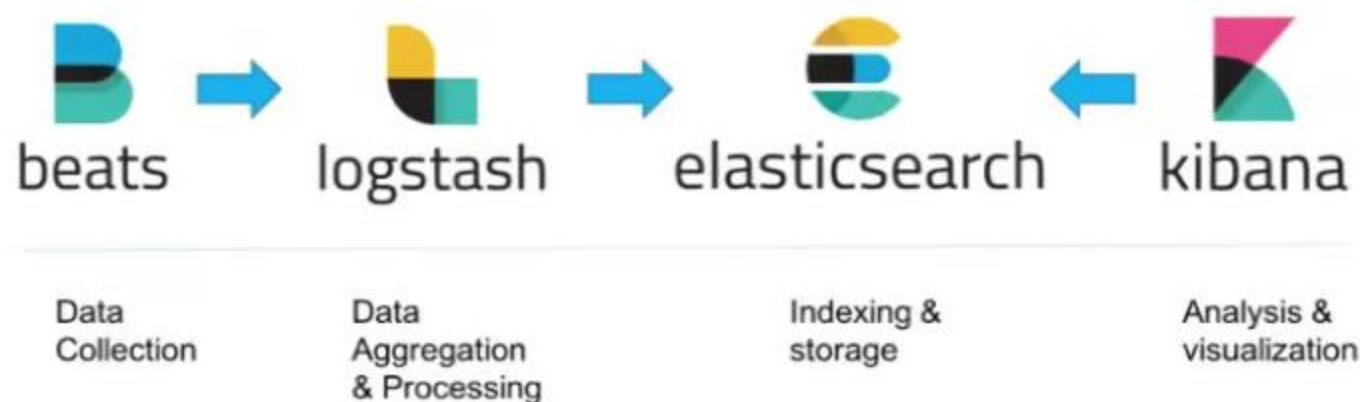 beats
logstash
elasticsearch
kibana
Data
Collection
Data
Aggregation
& Processing
Indexing &
storage
Analysis &
visualization